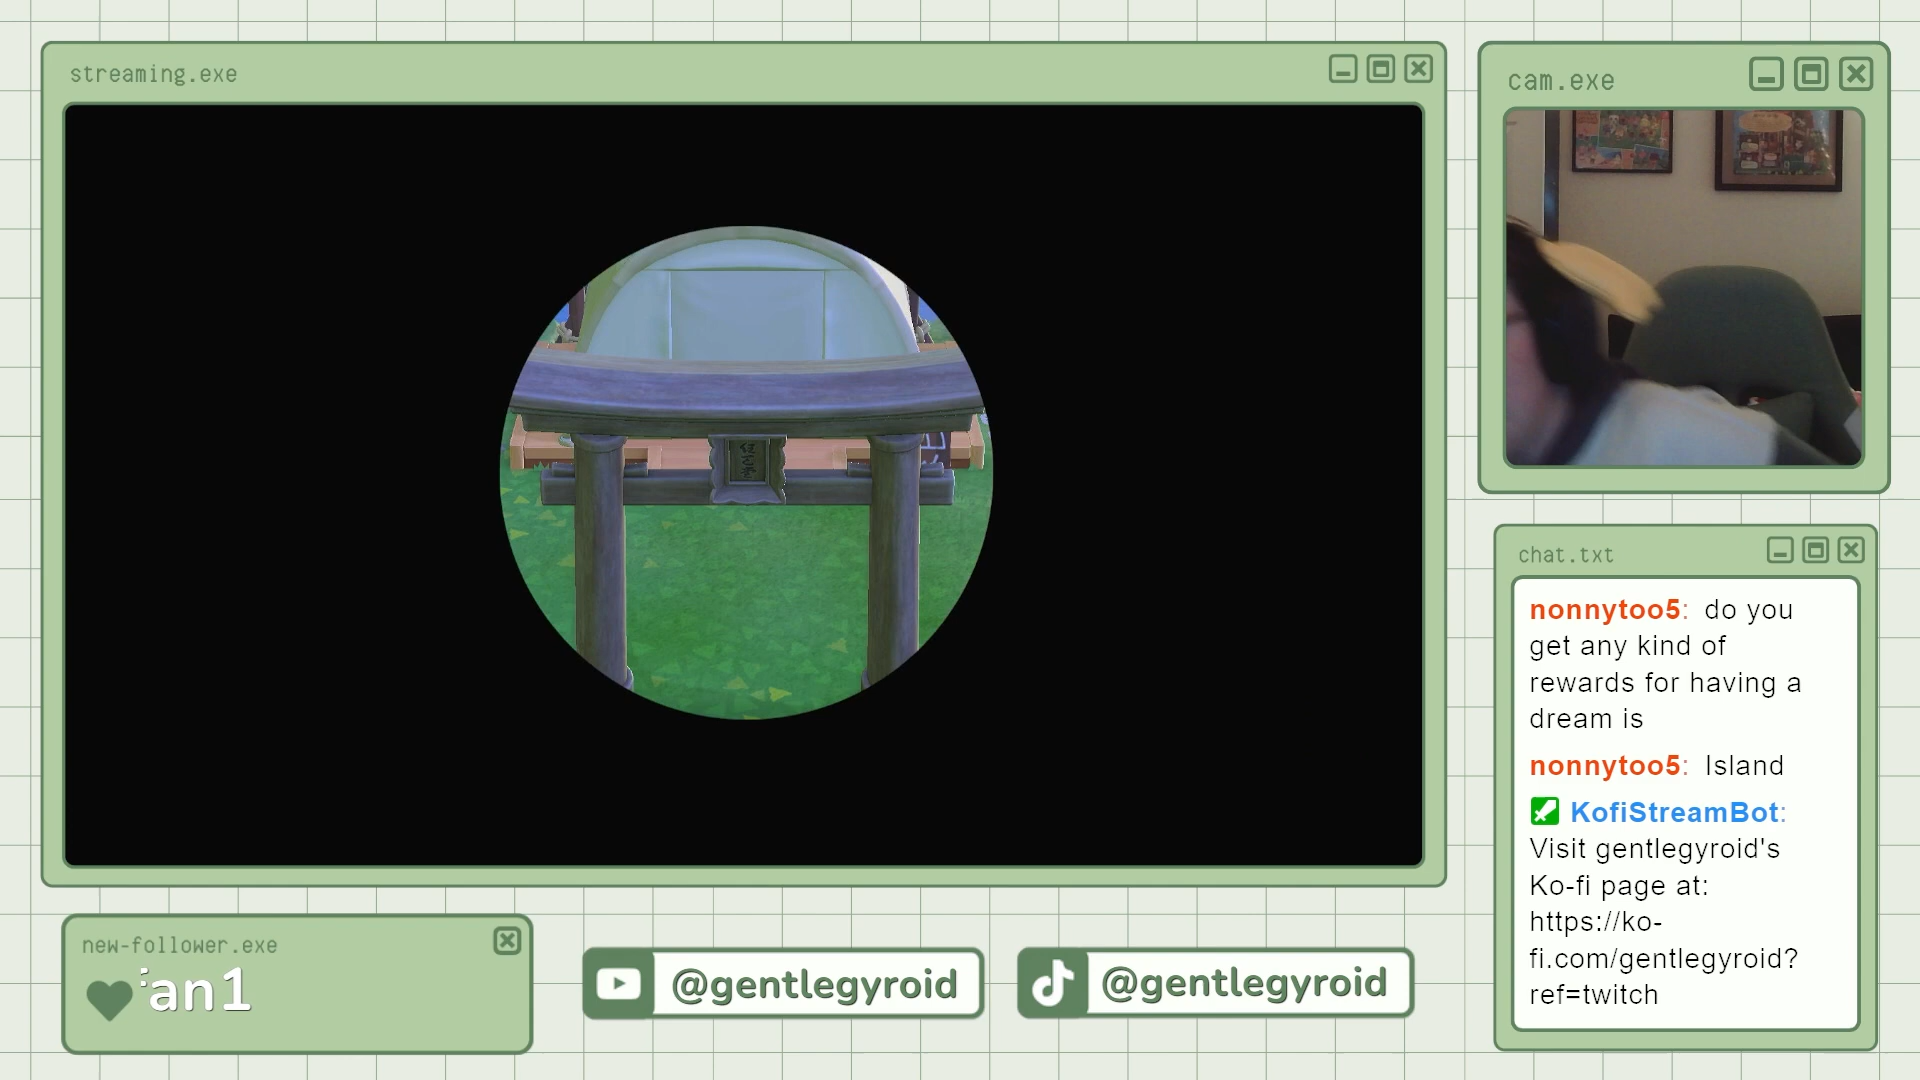 streaming.exe
cam.exe
chat.txt
nonnytoo5: do you
get any kind of
rewards for having a
dream is
nonnytoo5: Island
KofiStreamBot:
Visit gentlegyroid's
Ko-fi page at:
https://ko-
fi.com/gentlegyroid?
ref=twitch
new-follower.exe
@gentlegyroid
@gentlegyroid